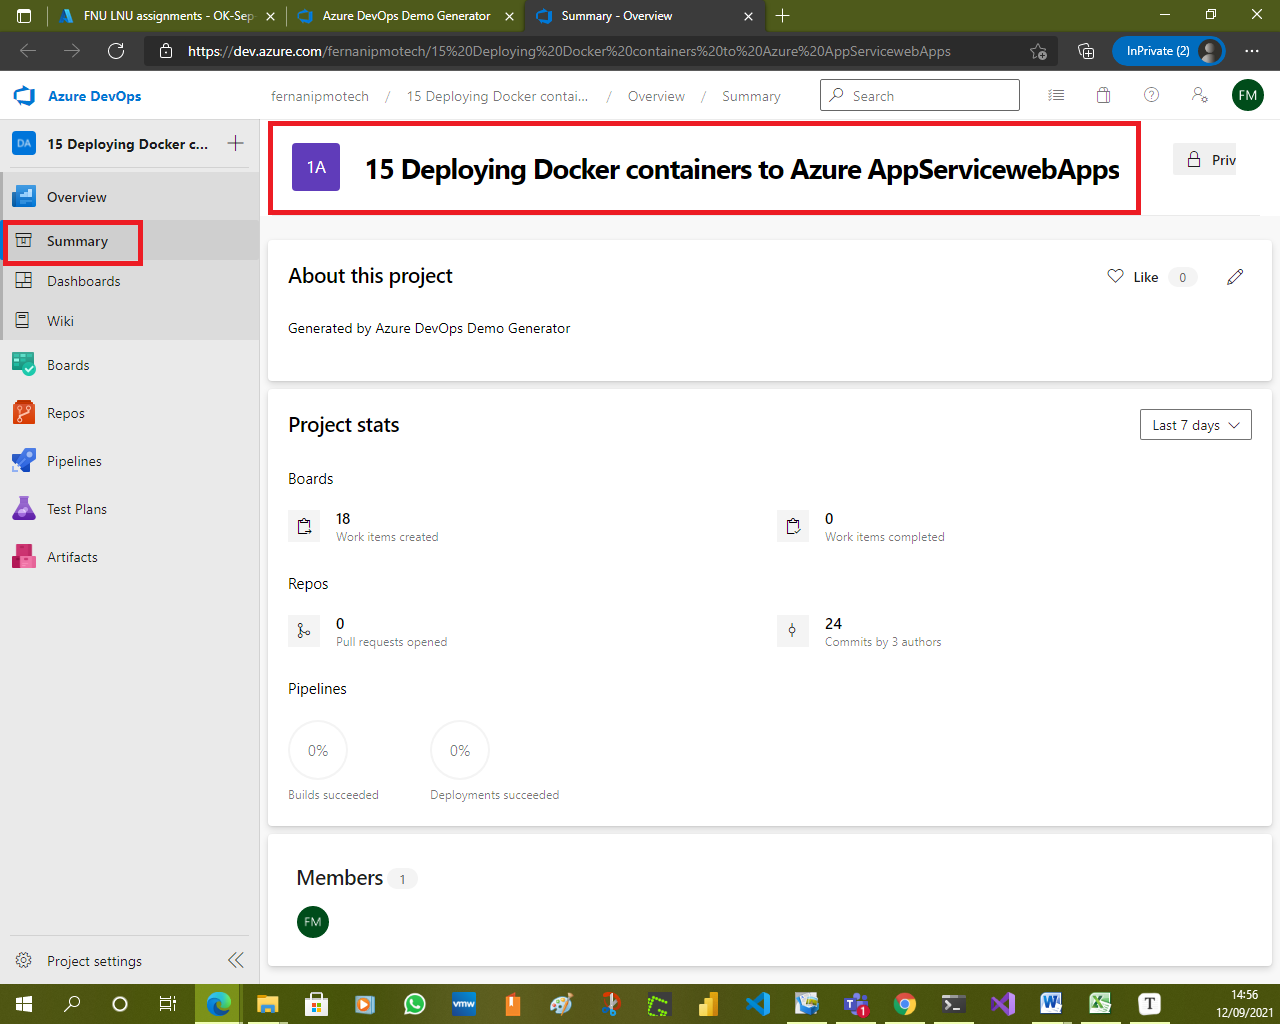 FNU LNU assignments - OK-Sep
Azure DevOps Demo Generator
Summary - Overview
https://dev.azure.com/fernanipmotech/15%20Deploying%20Docker%20containers%20to%20Azure%20AppServicewebApps
InPrivate (2)
Azure DevOps
fernanipmotech / 15 Deploying Docker contai... / Overview / Summary
Search
FM
DA 15 Deploying Docker c...
1A 15 Deploying Docker containers to Azure AppServicewebApps
Priv
Overview
Summary
Dashboards
Wiki
Boards
Repos
Pipelines
Test Plans
Artifacts
About this project
Like 0
Generated by Azure DevOps Demo Generator
Project stats
Last 7 days
Boards
18
Work items created
0
Work items completed
Repos
0
Pull requests opened
24
Commits by 3 authors
Pipelines
0%
Builds succeeded
0%
Deployments succeeded
Members 1
FM
Project settings
vmw
1
T
14:56
12/09/2021